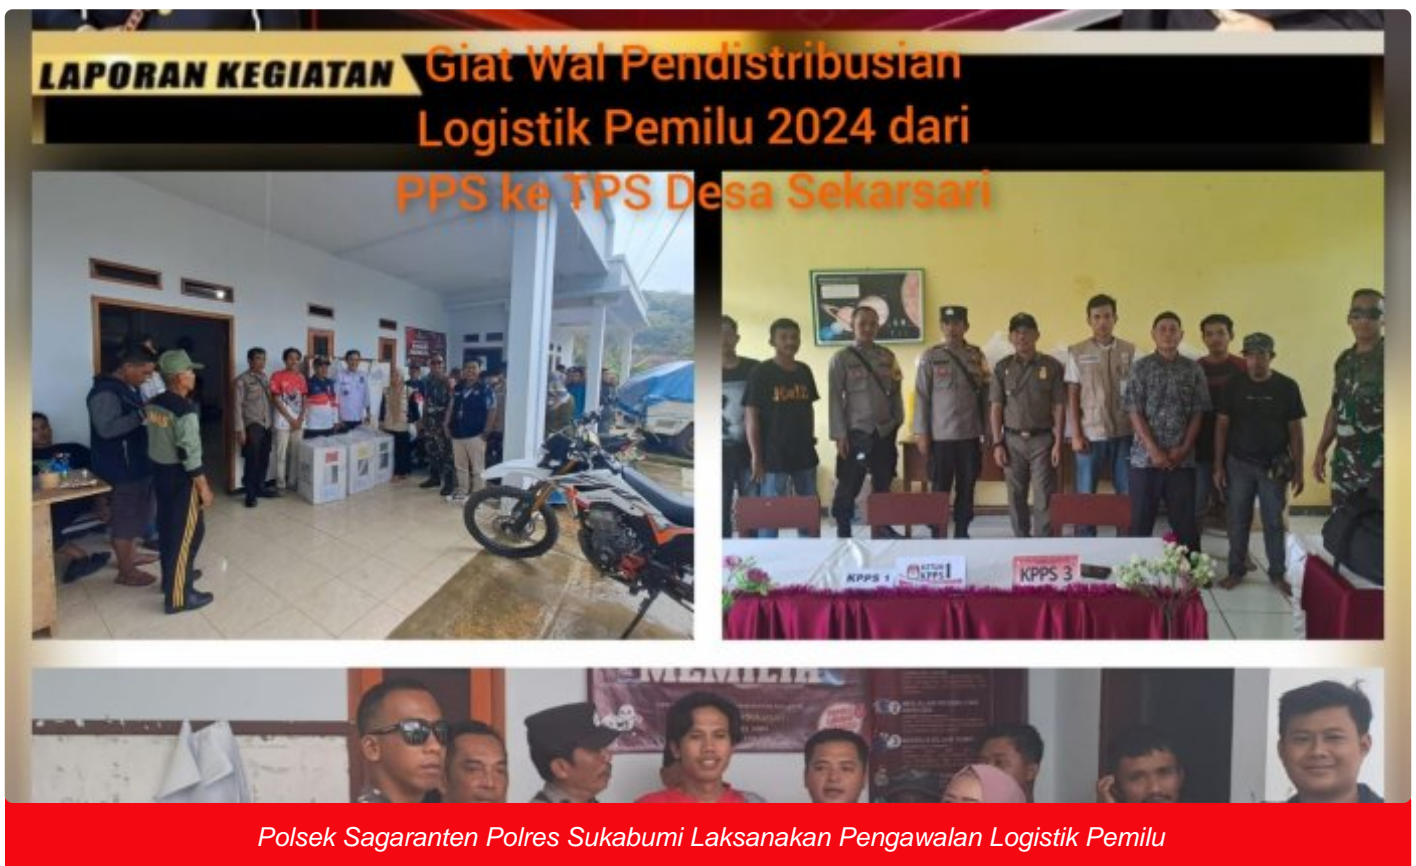 LAPORAN KEGIATAN
Giat Wal Pendistribusian
Logistik Pemilu 2024 dari
PPS ke TPS Desa Sekarsari
KPPS 1
KETUA
KPPS 1
KPPS 3
MEMILIH
Polsek Sagaranten Polres Sukabumi Laksanakan Pengawalan Logistik Pemilu